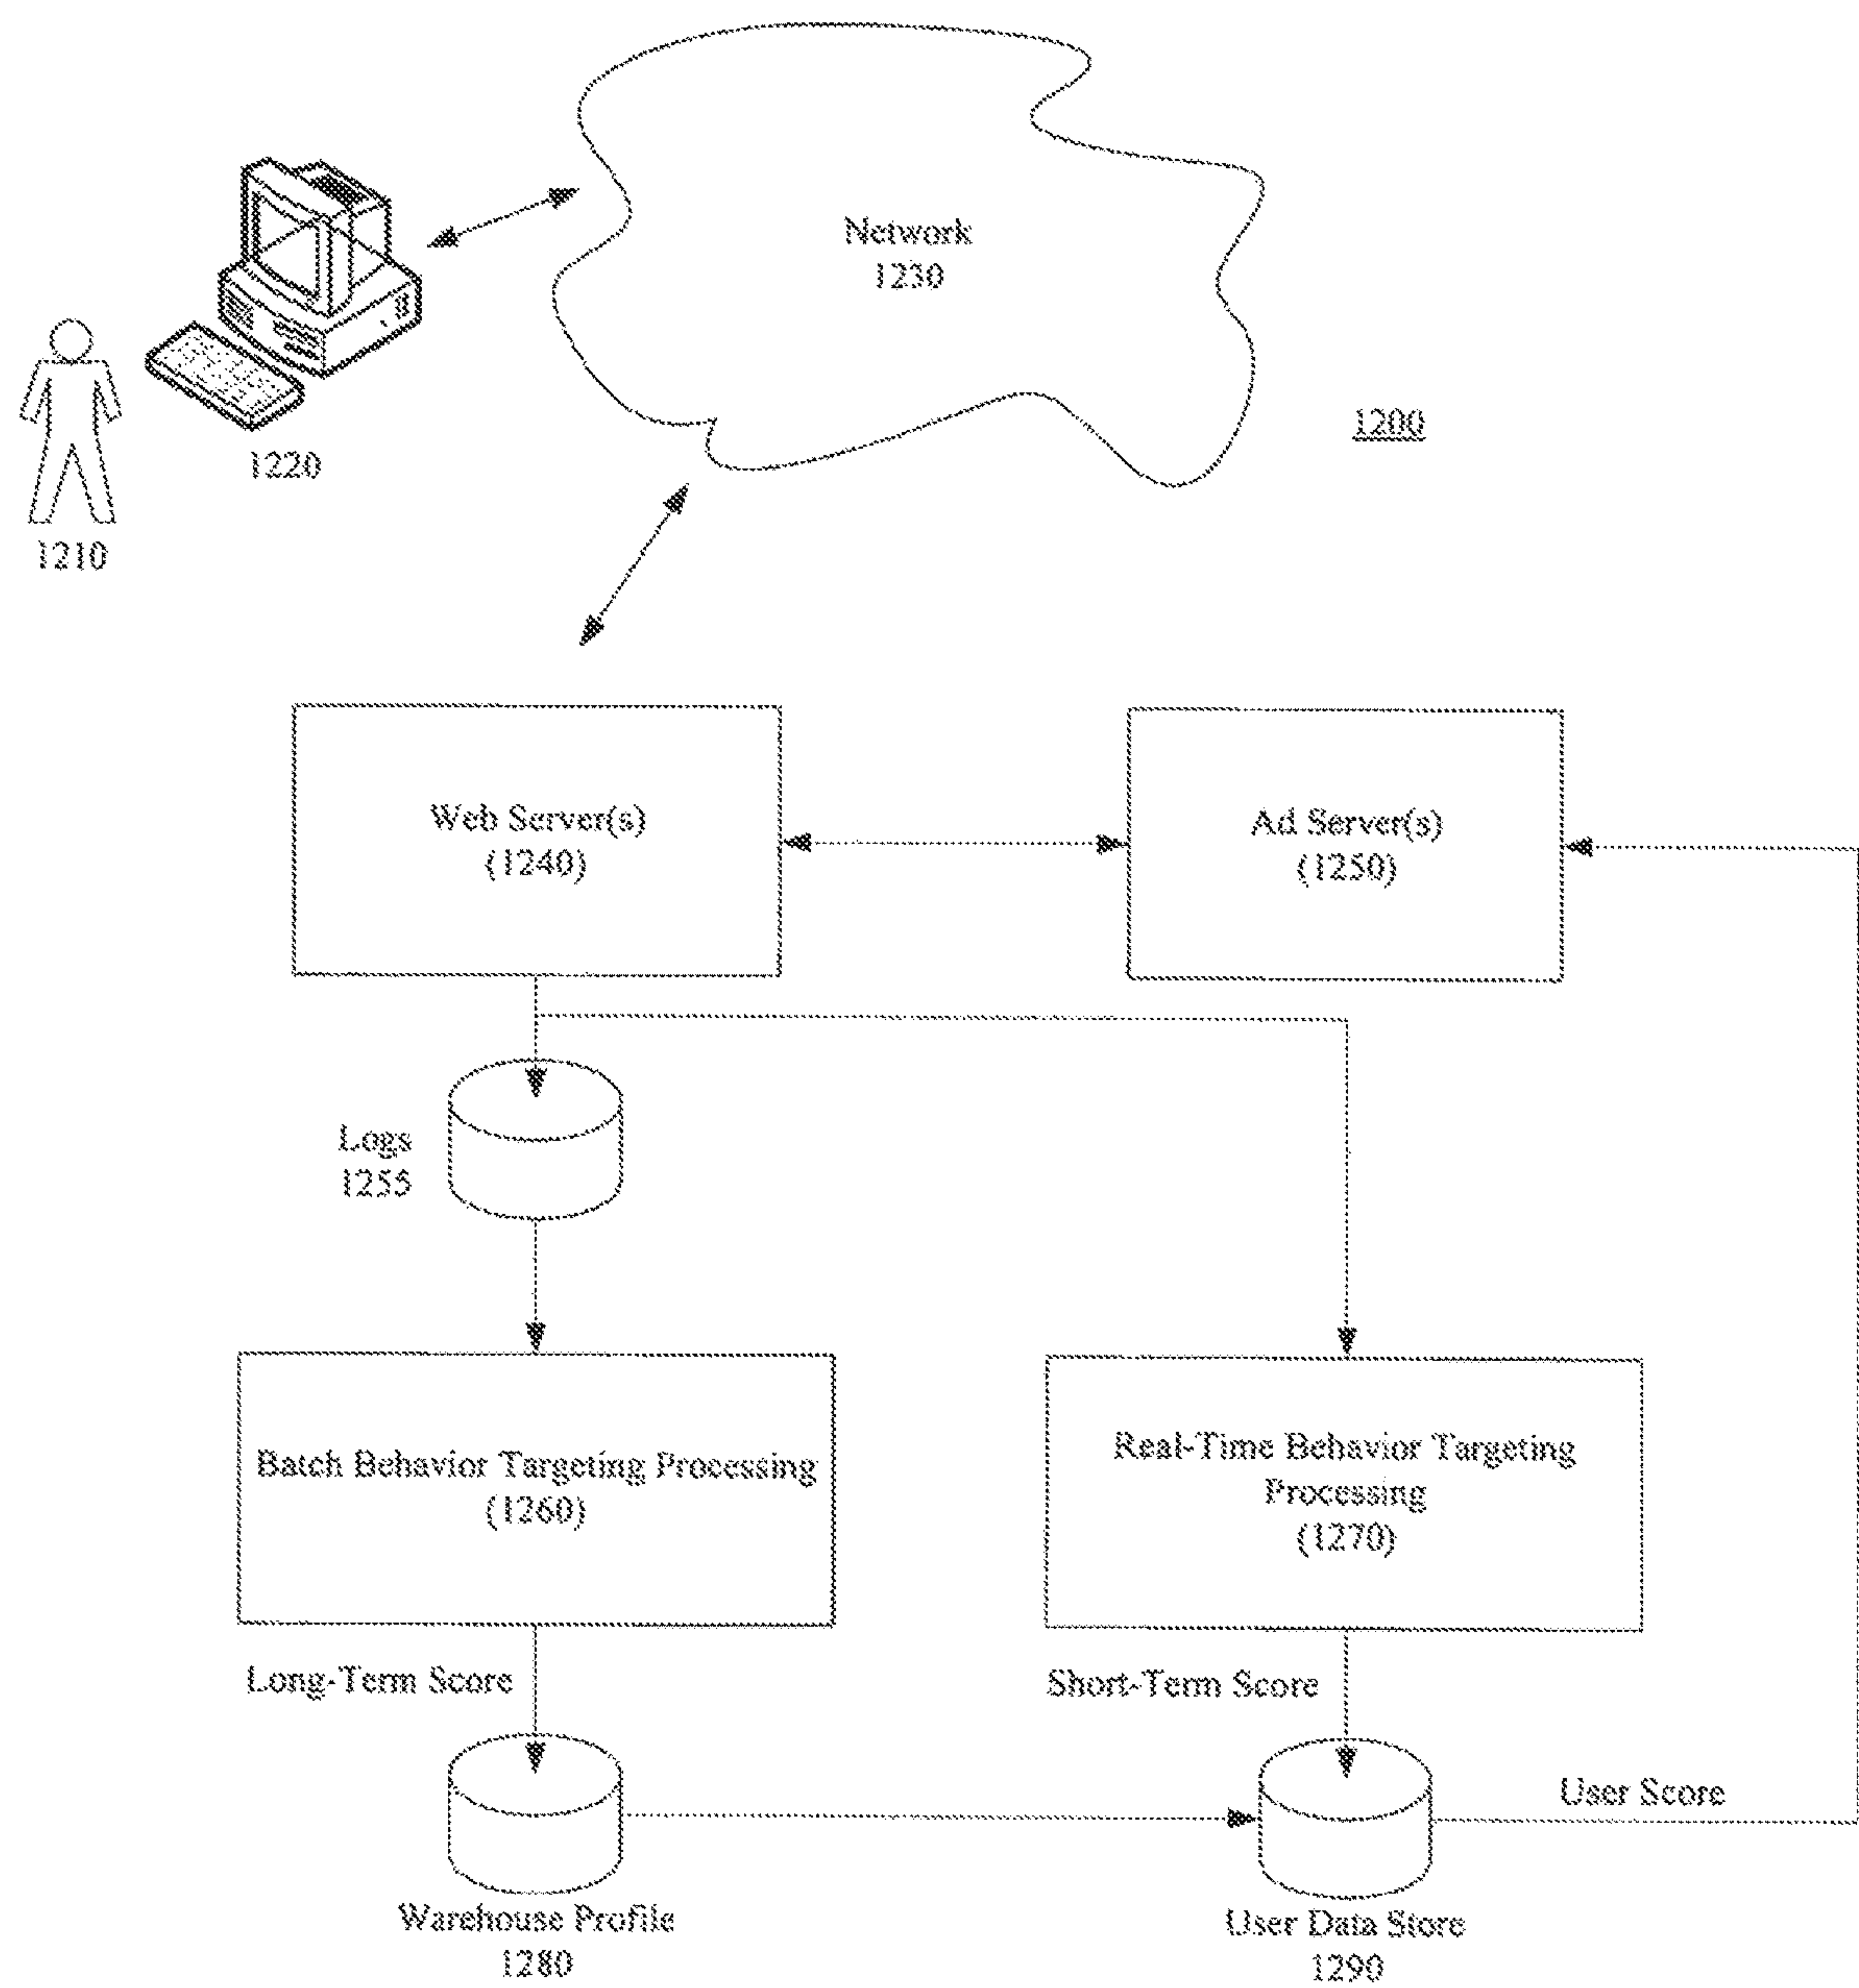 Network
1230
1200
1220
1210
Web Server(s)
(1240)
Ad Server(s)
(1250)
Logs
1255
Batch Behavior Targeting Processing
(1260)
Real-Time Behavior Targeting
Processing
(1270)
Long-Term Score
Short-Term Score
User Score
Warehouse Profile
1280
User Data Store
1290